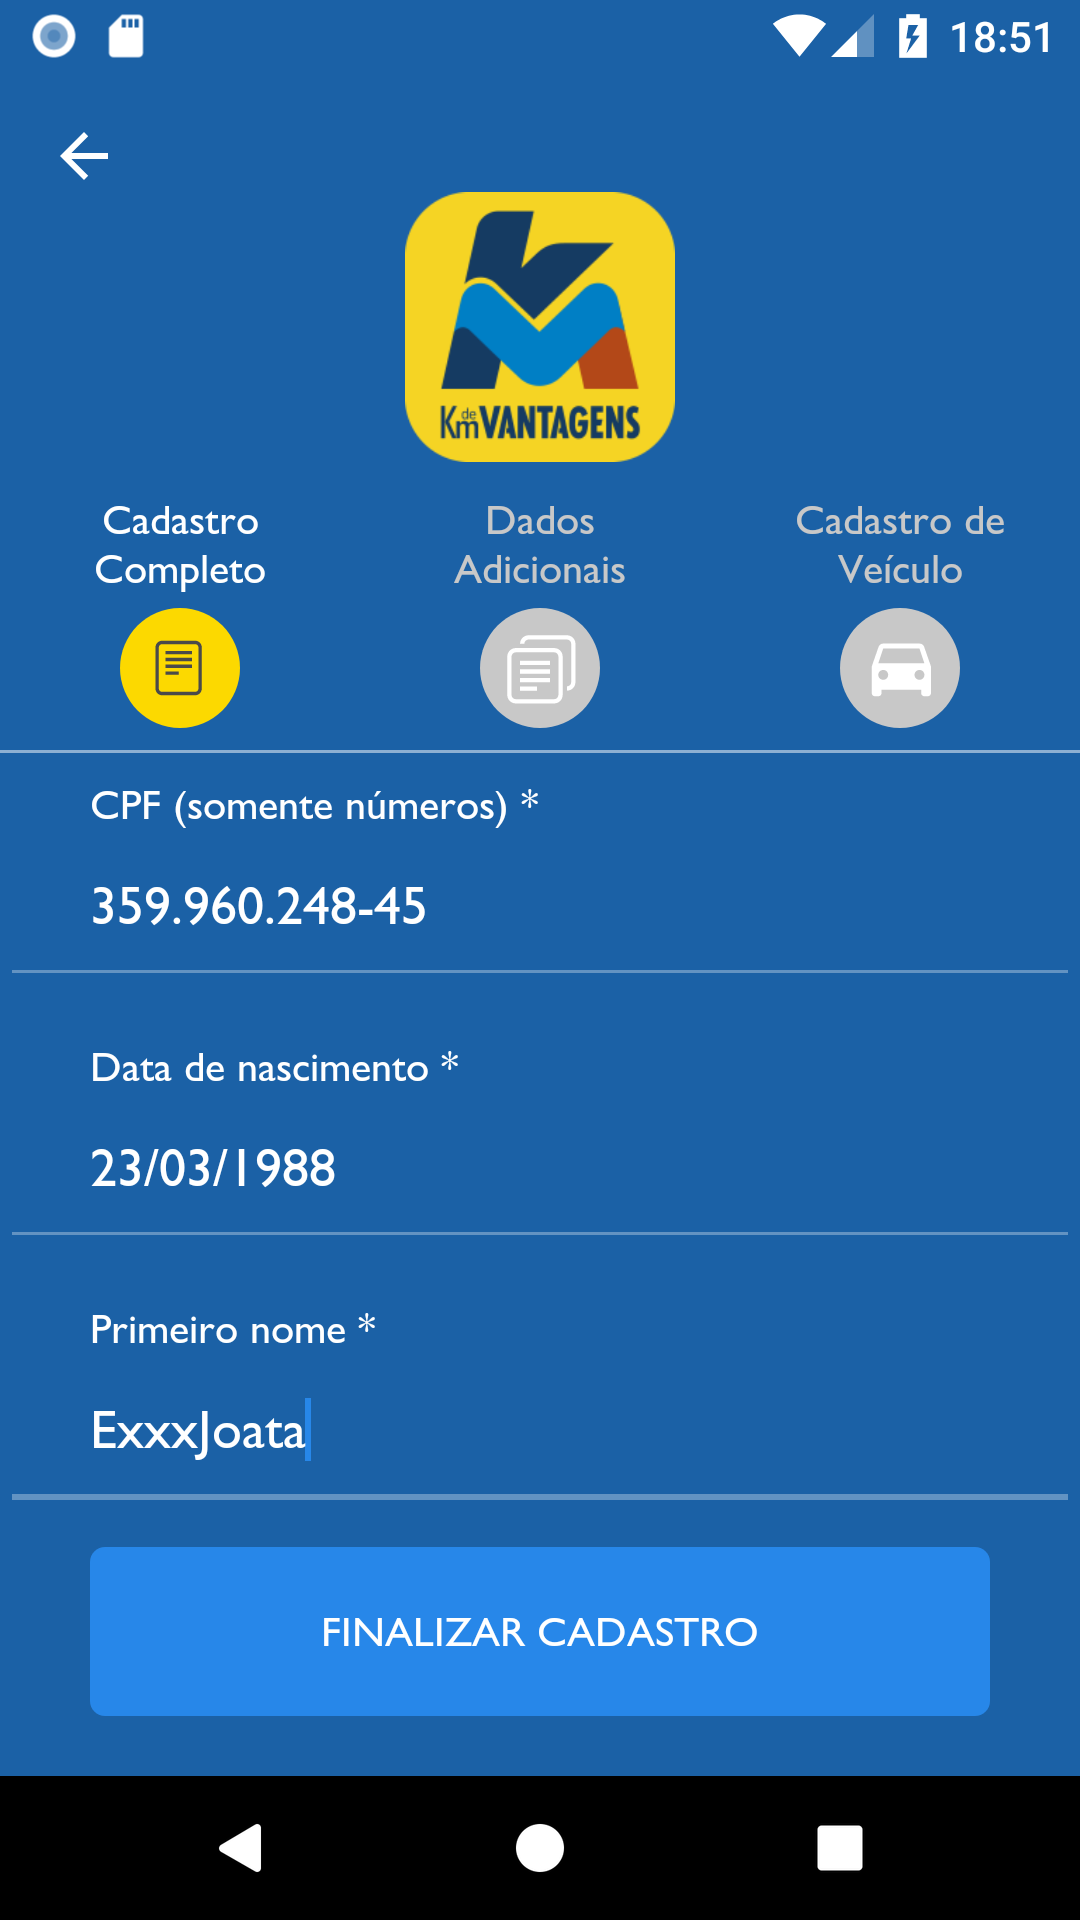 18:51
Km de VANTAGENS
Cadastro
Completo
Dados
Adicionais
Cadastro de
Veículo
CPF (somente números) *
359.960.248-45
Data de nascimento *
23/03/1988
Primeiro nome *
ExxxJoata
FINALIZAR CADASTRO